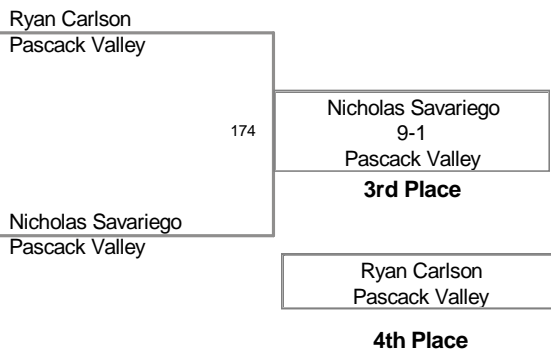 Ryan Carlson
Pascack Valley
174
Nicholas Savariego
9-1
Pascack Valley
3rd Place
Nicholas Savariego
Pascack Valley
Ryan Carlson
Pascack Valley
4th Place